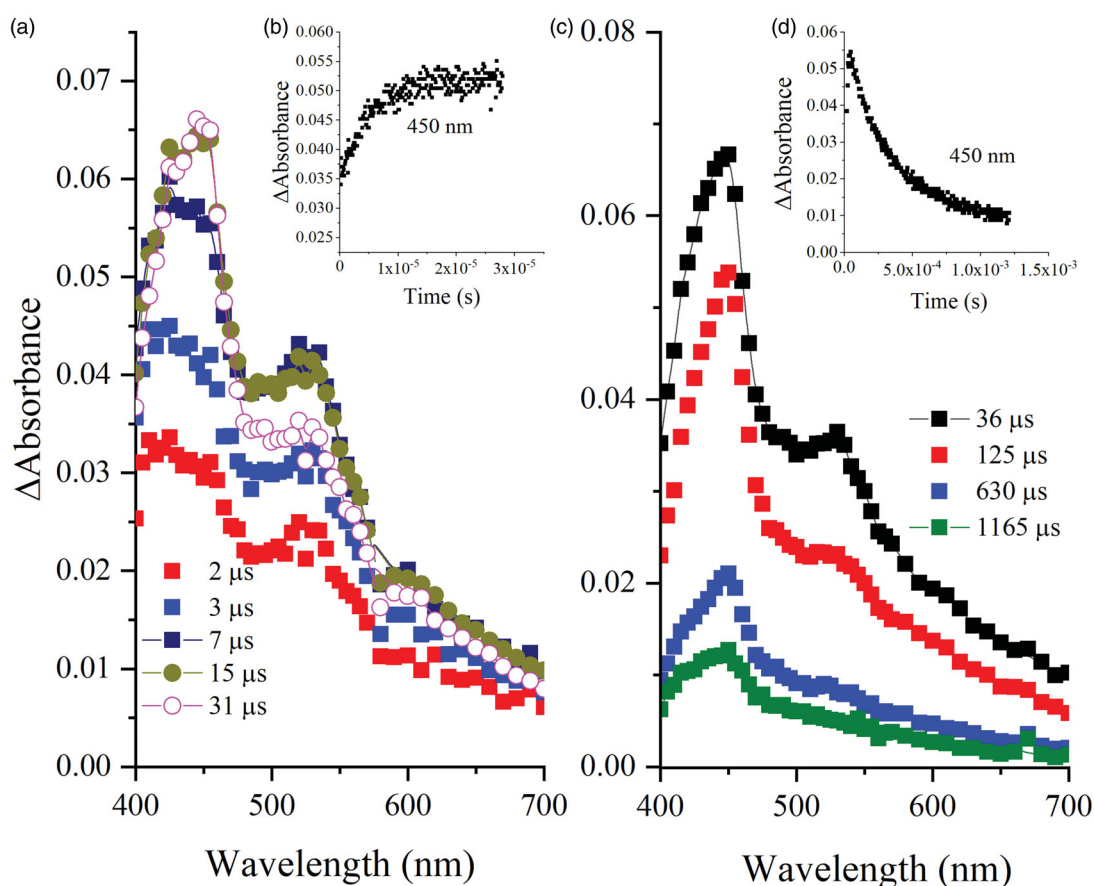 (a)
ΔAbsorbance
0.07
0.06
0.05
0.04
0.03
0.02
0.01
0.00
400 500 600 700
Wavelength (nm)
2 μs
3 μs
7 μs
15 μs
31 μs
(b)
ΔAbsorbance
0.060
0.055
0.050
0.045
0.040
0.035
0.030
0.025
450 nm
0 1x10-5 2x10-5 3x10-5
Time (s)
(c)
0.08
0.06
0.04
0.02
0.00
400 500 600 700
Wavelength (nm)
36 μs
125 μs
630 μs
1165 μs
(d)
ΔAbsorbance
0.06
0.05
0.04
0.03
0.02
0.01
0.00
450 nm
0.0 5.0x10-4 1.0x10-3 1.5x10-3
Time (s)